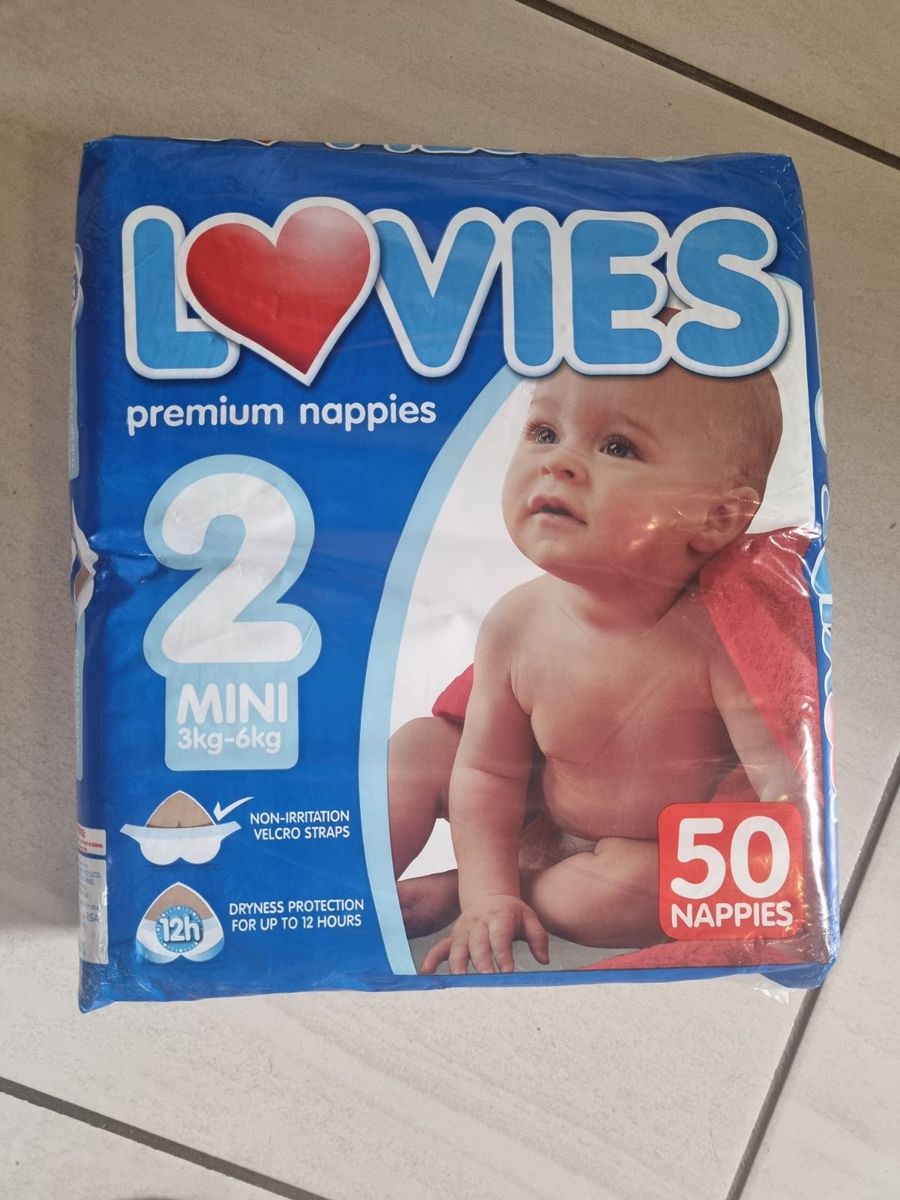 LOVIES
premium nappies
2
MINI
3kg-6kg
NON-IRRITATION
VELCRO STRAPS
12h
DRYNESS PROTECTION
FOR UP TO 12 HOURS
50
NAPPIES